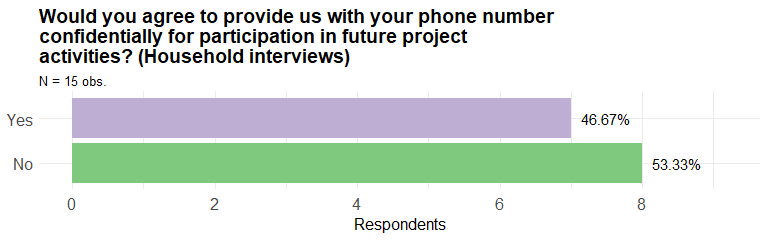 Would you agree to provide us with your phone number
confidentially for participation in future project
activities? (Household interviews)
N = 15 obs.
Yes
46.67%
No
53.33%
0 2 4 6 8
Respondents